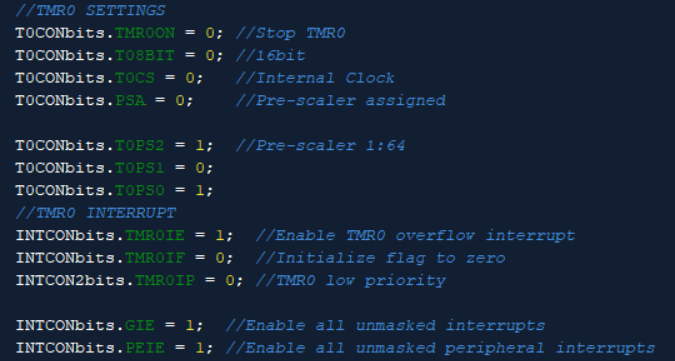 //TMR0 SETTINGS
T0CONbits.TMR0ON = 0; //Stop TMR0
T0CONbits.T08BIT = 0; //16bit
T0CONbits.T0CS = 0; //Internal Clock
T0CONbits.PSA = 0; //Pre-scaler assigned
T0CONbits.T0PS2 = 1; //Pre-scaler 1:64
T0CONbits.T0PS1 = 0;
T0CONbits.T0PS0 = 1;
//TMR0 INTERRUPT
INTCONbits.TMR0IE = 1; //Enable TMR0 overflow interrupt
INTCONbits.TMR0IF = 0; //Initialize flag to zero
INTCON2bits.TMR0IP = 0; //TMR0 low priority
INTCONbits.GIE = 1; //Enable all unmasked interrupts
INTCONbits.PEIE = 1; //Enable all unmasked peripheral interrupts